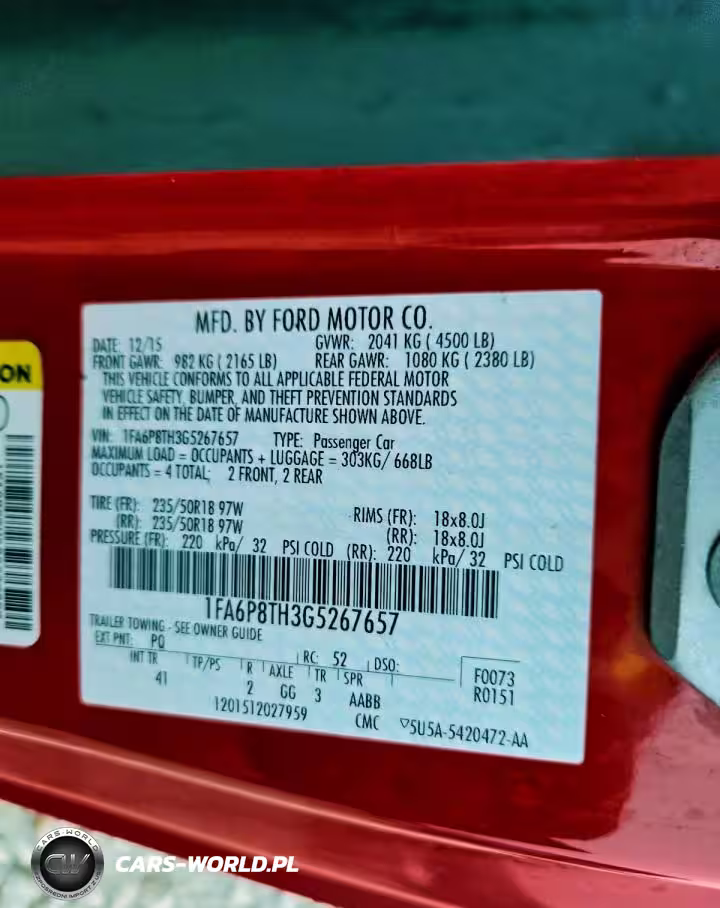 MFD. BY FORD MOTOR CO.
DATE: 12/15 GVWR: 2041 KG ( 4500 LB)
FRONT GAWR: 982 KG ( 2165 LB) REAR GAWR: 1080 KG ( 2380 LB)
THIS VEHICLE CONFORMS TO ALL APPLICABLE FEDERAL MOTOR
VEHICLE SAFETY, BUMPER, AND THEFT PREVENTION STANDARDS
IN EFFECT ON THE DATE OF MANUFACTURE SHOWN ABOVE.
VIN: 1FA6P8TH3G5267657 TYPE: Passenger Car
MAXIMUM LOAD = OCCUPANTS + LUGGAGE = 303KG/ 668LB
OCCUPANTS = 4 TOTAL; 2 FRONT, 2 REAR
TIRE (FR): 235/50R18 97W RIMS (FR): 18x8.0J
(RR): 235/50R18 97W (RR): 18x8.0J
PRESSURE (FR): 220 kPa/ 32 PSI COLD (RR): 220 kPa/ 32 PSI COLD
1FA6P8TH3G5267657
TRAILER TOWING - SEE OWNER GUIDE
EXT PNT: PQ RC: 52 DSO: F0073
INT TR TP/PS R AXLE TR SPR R0151
41 2 GG 3 AABB
1201512027959 CMC ▽5U5A-5420472-AA
ON
CARS-WORLD
CW
CARS-WORLD.PL